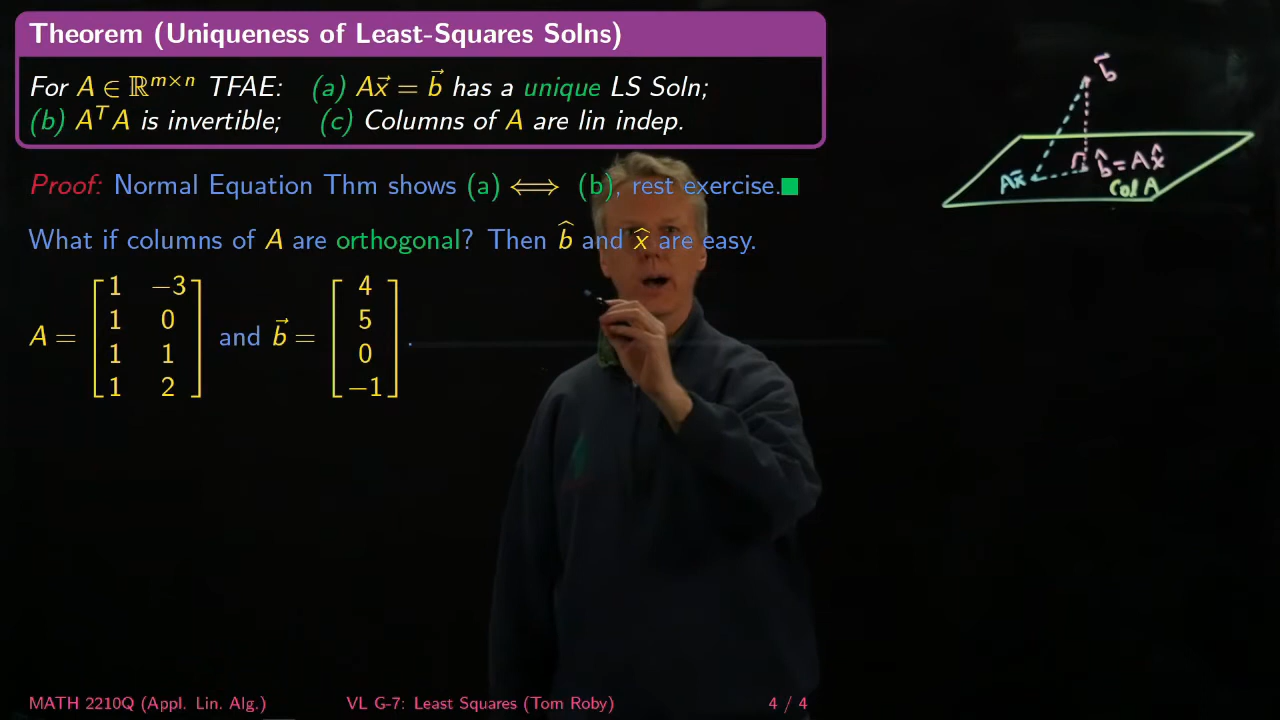 Theorem (Uniqueness of Least-Squares Solns)
For A ∈ ℝ^{m×n} TFAE: (a) Ax⃗ = b⃗ has a unique LS Soln;
(b) AᵀA is invertible; (c) Columns of A are lin indep.
Proof: Normal Equation Thm shows (a) ⟺ (b), rest exercise.■
What if columns of A are orthogonal? Then b̂ and x̂ are easy.
A = [1 −3; 1 0; 1 1; 1 2] and b⃗ = [4; 5; 0; −1].
b⃗
b̂ = Ax̂
Ax⃗
Col A
MATH 2210Q (Appl. Lin. Alg.) VL G-7: Least Squares (Tom Roby) 4 / 4